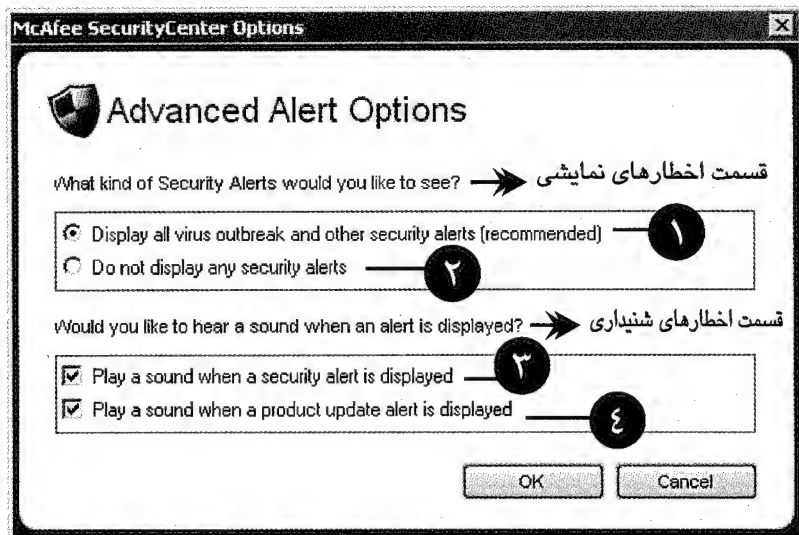 McAfee SecurityCenter Options
Advanced Alert Options
What kind of Security Alerts would you like to see? قسمت اخطارهای نمایشی
Display all virus outbreak and other security alerts (recommended) ۱
Do not display any security alerts ۲
Would you like to hear a sound when an alert is displayed? قسمت اخطارهای شنیداری
Play a sound when a security alert is displayed ۳
Play a sound when a product update alert is displayed ٤
OK Cancel